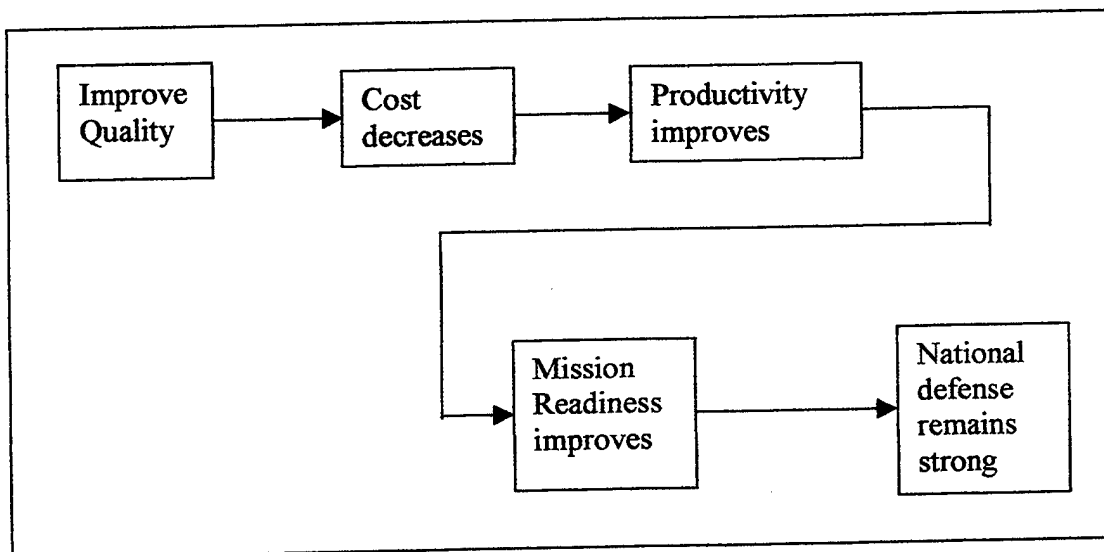 Improve
Quality
Cost
decreases
Productivity
improves
Mission
Readiness
improves
National
defense
remains
strong